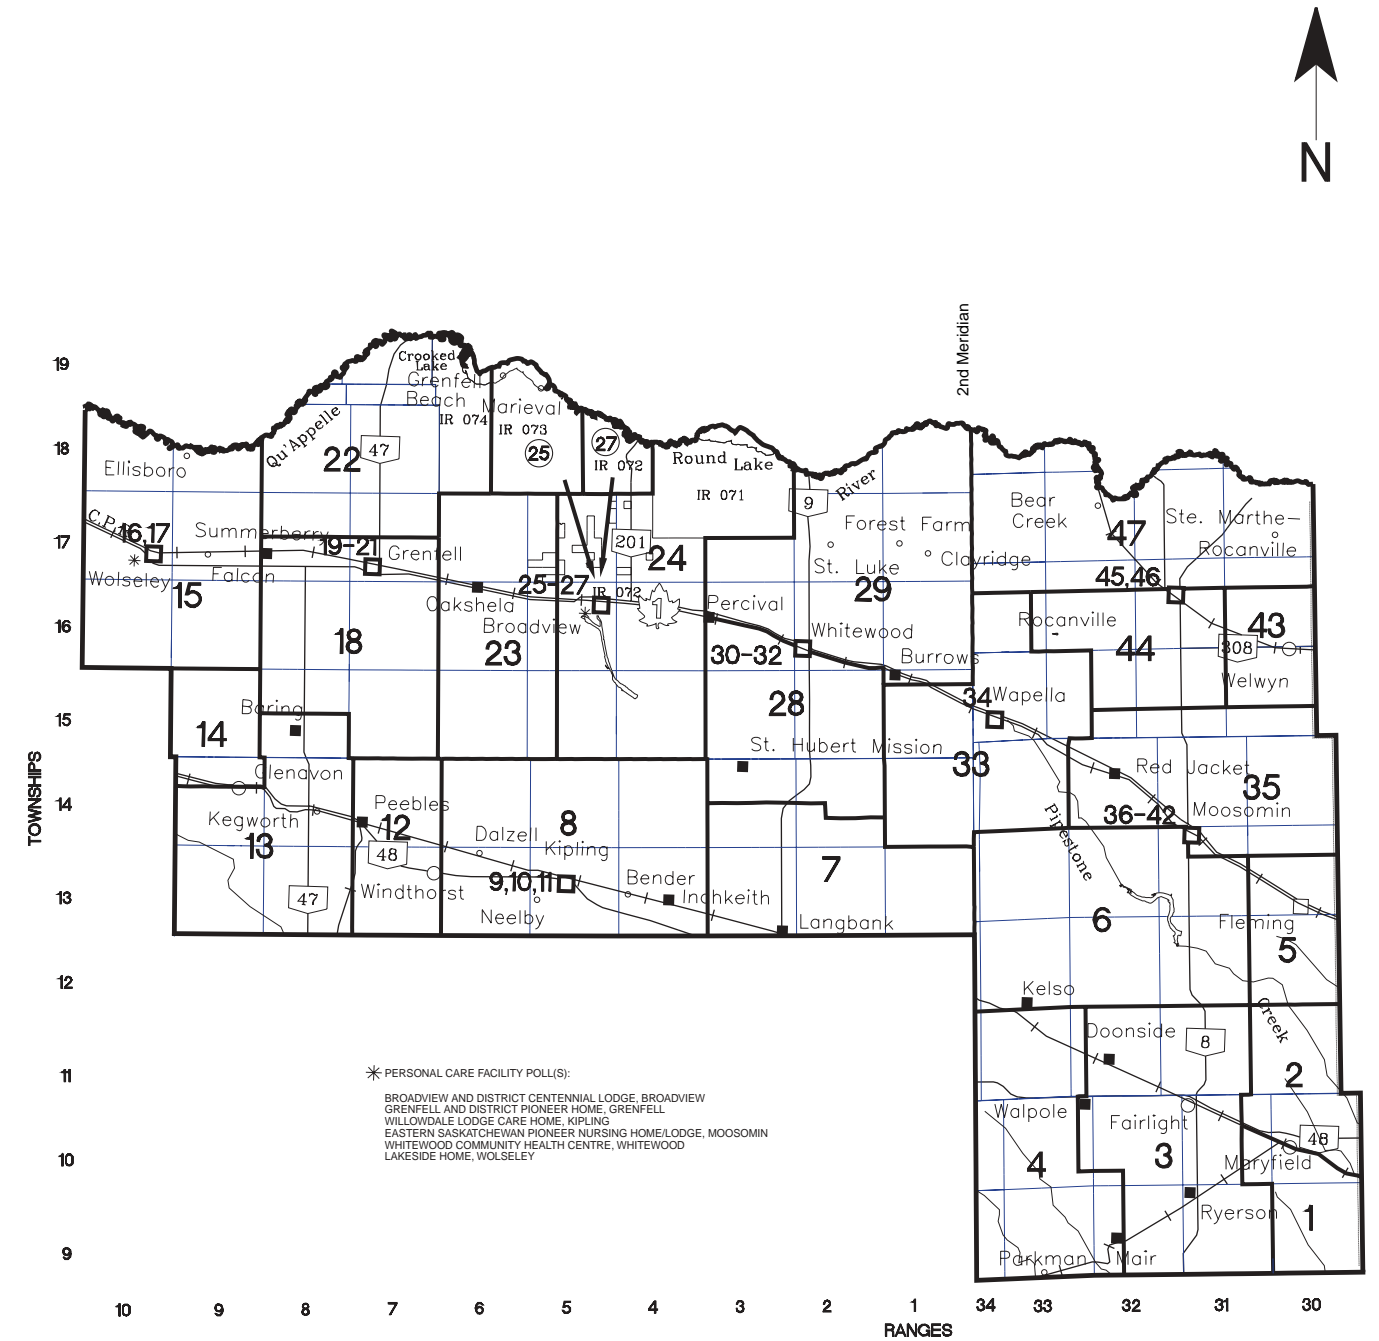 N
2nd Meridian
19
Crooked
Lake
Grenfell
Beach
Marieval
IR 074
IR 073
Qu'Appelle
18
47
22
25
27
IR 072
Round Lake
IR 071
Ellisboro
9
River
Bear
Creek
47
Ste. Marthe-
Rocanville
C.P.R.
16,17
Summerberry
17
19-21
Grenfell
201
24
Forest Farm
St. Luke
Clayridge
Wolseley
Falcon
15
25-27
IR 072
29
45,46
Oakshela
1
Percival
16
Broadview
18
23
Whitewood
30-32
Burrows
Rocanville
44
43
308
Welwyn
34
Wapella
15
Baring
14
28
St. Hubert Mission
33
Red Jacket
35
TOWNSHIPS
Glenavon
14
Peebles
36-42
Moosomin
Kegworth
12
8
Pipestone
13
48
Dalzell
Kipling
7
13
47
Windthorst
9,10,11
Bender
Inchkeith
Neelby
Langbank
6
Fleming
5
12
Kelso
Creek
Doonside
8
11
2
PERSONAL CARE FACILITY POLL(S):
BROADVIEW AND DISTRICT CENTENNIAL LODGE, BROADVIEW
GRENFELL AND DISTRICT PIONEER HOME, GRENFELL
WILLOWDALE LODGE CARE HOME, KIPLING
EASTERN SASKATCHEWAN PIONEER NURSING HOME/LODGE, MOOSOMIN
WHITEWOOD COMMUNITY HEALTH CENTRE, WHITEWOOD
LAKESIDE HOME, WOLSELEY
Walpole
Fairlight
48
10
4
3
Maryfield
Ryerson
1
9
Parkman
Mair
10 9 8 7 6 5 4 3 2 1 34 33 32 31 30
RANGES